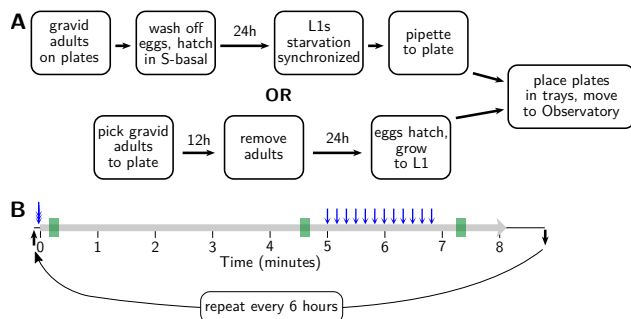 A
gravid
adults
on plates
wash off
eggs, hatch
in S-basal
24h
L1s
starvation
synchronized
pipette
to plate
OR
place plates
in trays, move
to Observatory
pick gravid
adults
to plate
12h
remove
adults
24h
eggs hatch,
grow
to L1
B
0 1 2 3 4 5 6 7 8
Time (minutes)
repeat every 6 hours